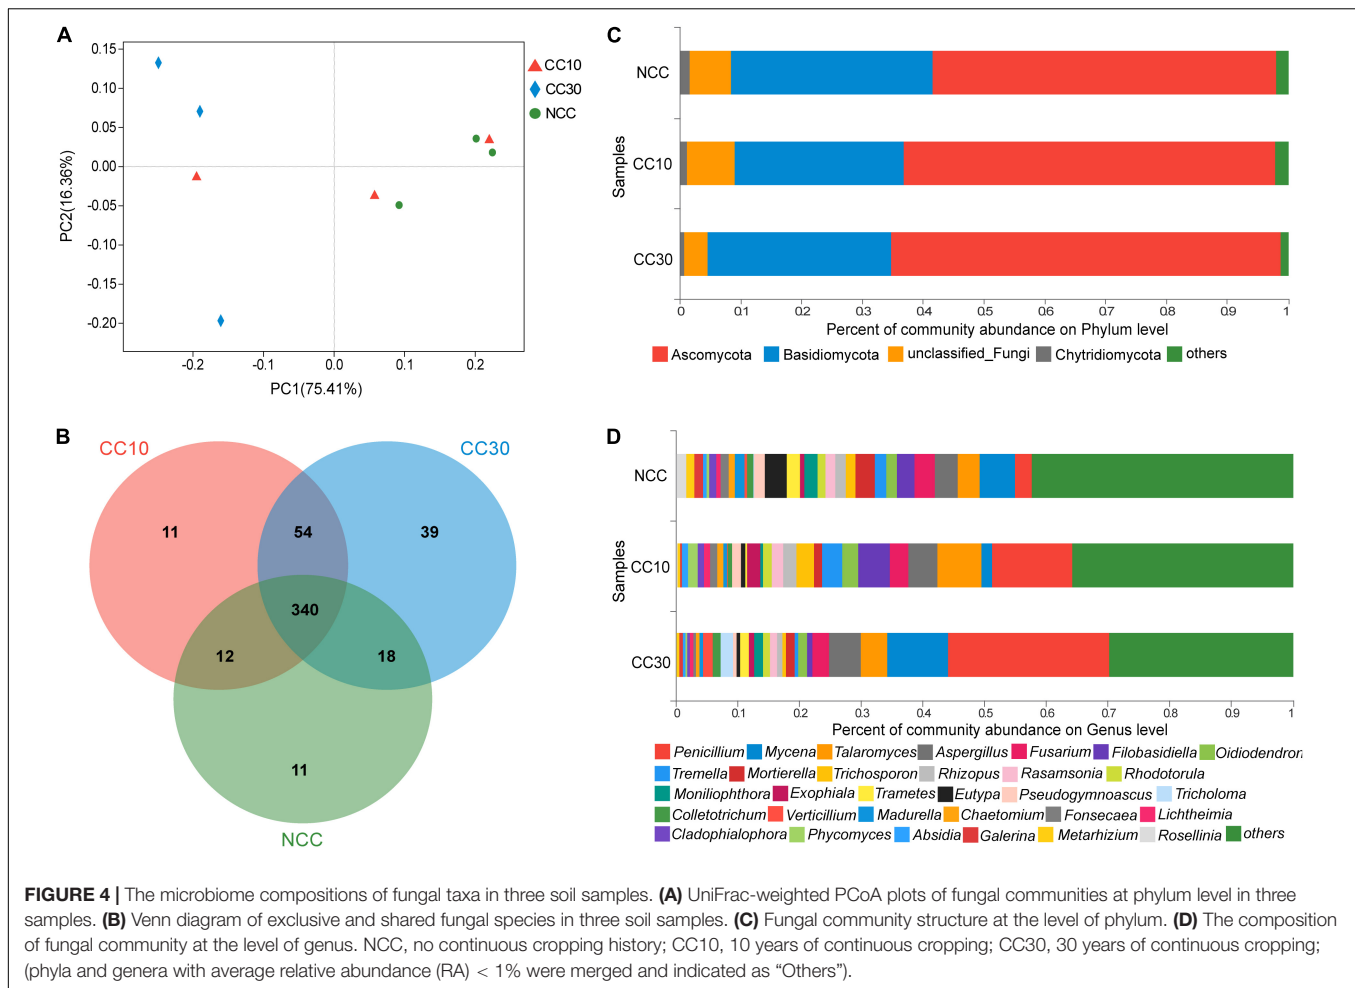 A
0.15
0.10
0.05
0.00
-0.05
-0.10
-0.15
-0.20
PC2(16.36%)
-0.2
-0.1
0.0
0.1
0.2
PC1(75.41%)
CC10
CC30
NCC
C
NCC
CC10
CC30
Samples
0 0.1 0.2 0.3 0.4 0.5 0.6 0.7 0.8 0.9 1
Percent of community abundance on Phylum level
Ascomycota Basidiomycota unclassified_Fungi Chytridiomycota others
B
CC10
CC30
11
54
39
340
12
18
11
NCC
D
NCC
CC10
CC30
Samples
0 0.1 0.2 0.3 0.4 0.5 0.6 0.7 0.8 0.9 1
Percent of community abundance on Genus level
Penicillium Mycena Talaromyces Aspergillus Fusarium Filobasidiella Oidiodendron
Tremella Mortierella Trichosporon Rhizopus Rasamsonia Rhodotorula
Moniliophthora Exophiala Trametes Eutypa Pseudogymnoascus Tricholoma
Colletotrichum Verticillium Madurella Chaetomium Fonsecaea Lichtheimia
Cladophialophora Phycomyces Absidia Galerina Metarhizium Rosellinia others
FIGURE 4 | The microbiome compositions of fungal taxa in three soil samples. (A) UniFrac-weighted PCoA plots of fungal communities at phylum level in three
samples. (B) Venn diagram of exclusive and shared fungal species in three soil samples. (C) Fungal community structure at the level of phylum. (D) The composition
of fungal community at the level of genus. NCC, no continuous cropping history; CC10, 10 years of continuous cropping; CC30, 30 years of continuous cropping;
(phyla and genera with average relative abundance (RA) < 1% were merged and indicated as “Others”).